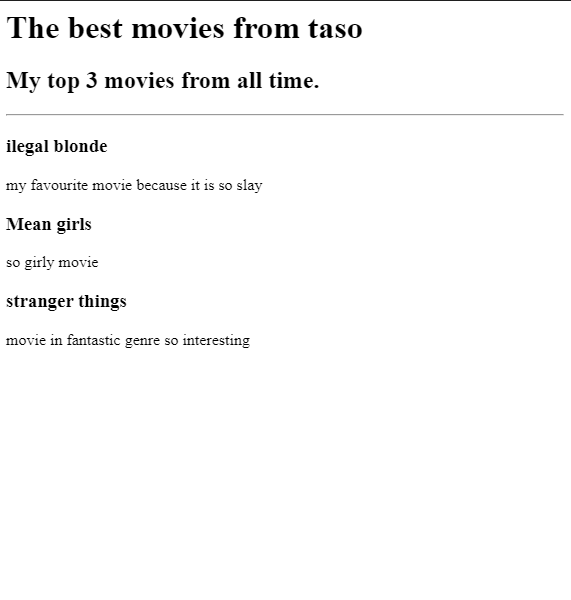 The best movies from taso
My top 3 movies from all time.
ilegal blonde
my favourite movie because it is so slay
Mean girls
so girly movie
stranger things
movie in fantastic genre so interesting